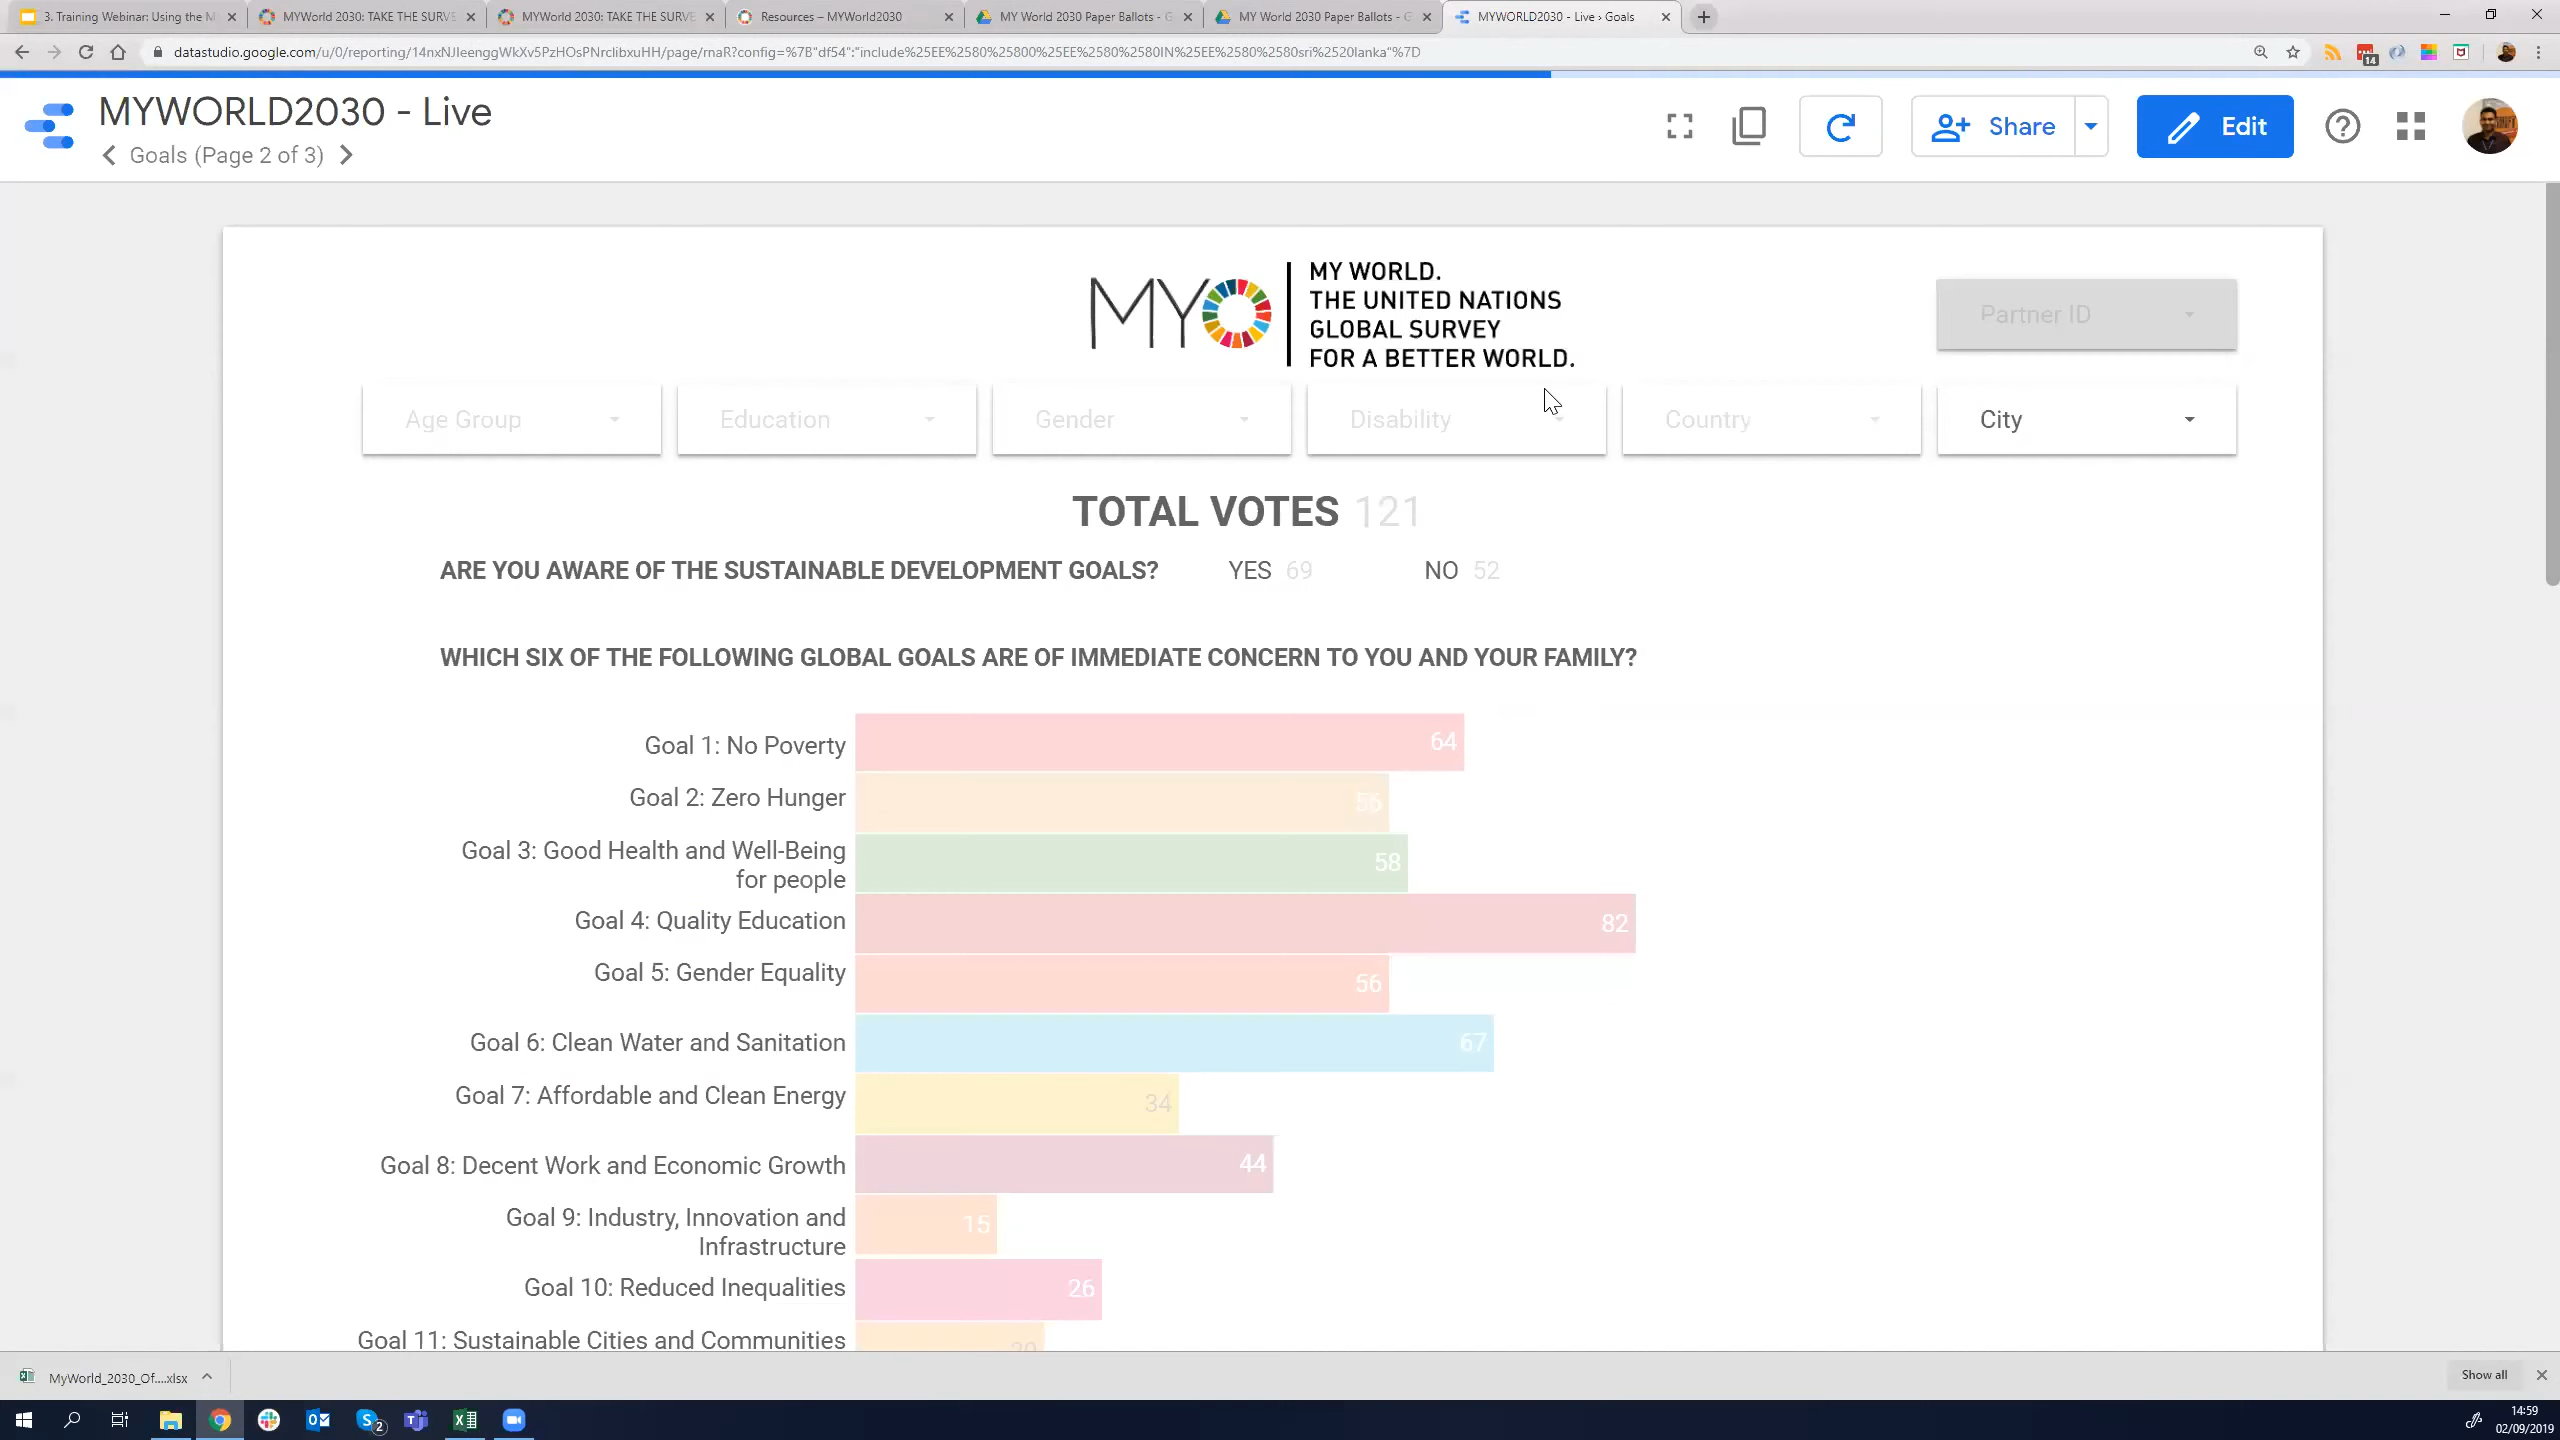 3. Training Webinar: Using the M
MYWorld 2030: TAKE THE SURVE
MYWorld 2030: TAKE THE SURVE
Resources – MYWorld2030
MY World 2030 Paper Ballots - G
MY World 2030 Paper Ballots - G
MYWORLD2030 - Live › Goals
datastudio.google.com/u/0/reporting/14nxNJIeenggWkXv5PzHOsPNrcIibxuHH/page/rnaR?config=%7B"df54":"include%25EE%2580%25800%25EE%2580%2580IN%25EE%2580%2580sri%2520lanka"%7D
14
MYWORLD2030 - Live
Goals (Page 2 of 3)
Share
Edit
MY
MY WORLD.
THE UNITED NATIONS
GLOBAL SURVEY
FOR A BETTER WORLD.
Partner ID
Age Group
Education
Gender
Disability
Country
City
TOTAL VOTES 121
ARE YOU AWARE OF THE SUSTAINABLE DEVELOPMENT GOALS? YES 69 NO 52
WHICH SIX OF THE FOLLOWING GLOBAL GOALS ARE OF IMMEDIATE CONCERN TO YOU AND YOUR FAMILY?
Goal 1: No Poverty 64
Goal 2: Zero Hunger 56
Goal 3: Good Health and Well-Being
for people
58
Goal 4: Quality Education 82
Goal 5: Gender Equality 56
Goal 6: Clean Water and Sanitation 67
Goal 7: Affordable and Clean Energy 34
Goal 8: Decent Work and Economic Growth 44
Goal 9: Industry, Innovation and
Infrastructure
15
Goal 10: Reduced Inequalities 26
Goal 11: Sustainable Cities and Communities
MyWorld_2030_Of....xlsx
Show all
2
14:59
02/09/2019